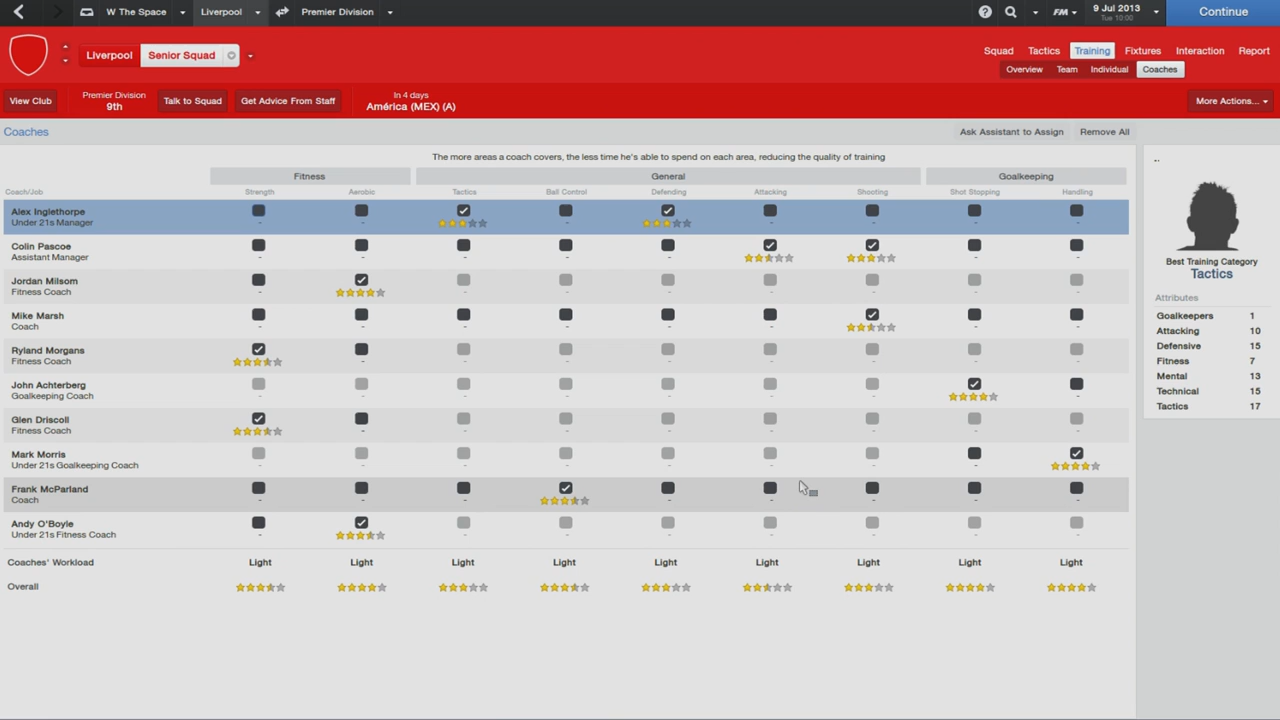 W The Space
Liverpool
Premier Division
FM
9 Jul 2013
Tue 10:00
Continue
Liverpool
Senior Squad
Squad Tactics Training Fixtures Interaction Report
Overview Team Individual Coaches
View Club
Premier Division
9th
Talk to Squad
Get Advice From Staff
In 4 days
América (MEX) (A)
More Actions...
Coaches
Ask Assistant to Assign
Remove All
The more areas a coach covers, the less time he's able to spend on each area, reducing the quality of training
Fitness General Goalkeeping
Coach/Job Strength Aerobic Tactics Ball Control Defending Attacking Shooting Shot Stopping Handling
Alex Inglethorpe
Under 21s Manager
Colin Pascoe
Assistant Manager
Jordan Milsom
Fitness Coach
Mike Marsh
Coach
Ryland Morgans
Fitness Coach
John Achterberg
Goalkeeping Coach
Glen Driscoll
Fitness Coach
Mark Morris
Under 21s Goalkeeping Coach
Frank McParland
Coach
Andy O'Boyle
Under 21s Fitness Coach
Coaches' Workload Light Light Light Light Light Light Light Light Light
Overall
..
Best Training Category
Tactics
Attributes
Goalkeepers 1
Attacking 10
Defensive 15
Fitness 7
Mental 13
Technical 15
Tactics 17